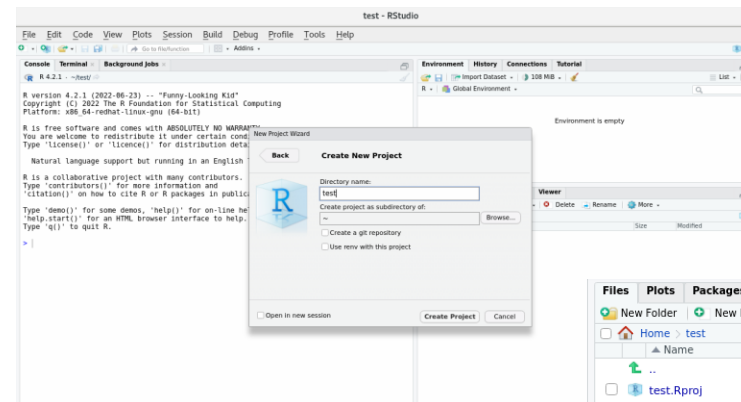 test - RStudio
File Edit Code View Plots Session Build Debug Profile Tools Help
Go to file/function Addins
Console Terminal Background Jobs
R 4.2.1 · ~/test/
R version 4.2.1 (2022-06-23) -- "Funny-Looking Kid"
Copyright (C) 2022 The R Foundation for Statistical Computing
Platform: x86_64-redhat-linux-gnu (64-bit)
R is free software and comes with ABSOLUTELY NO WARRANTY
You are welcome to redistribute it under certain cond
Type 'license()' or 'licence()' for distribution deta
Natural language support but running in an English
R is a collaborative project with many contributors.
Type 'contributors()' for more information and
'citation()' on how to cite R or R packages in public
Type 'demo()' for some demos, 'help()' for on-line he
'help.start()' for an HTML browser interface to help.
Type 'q()' to quit R.
>
Environment History Connections Tutorial
Import Dataset 108 MiB List
R Global Environment
Environment is empty
New Project Wizard
Back Create New Project
R
Directory name:
test
Create project as subdirectory of:
~ Browse...
Create a git repository
Use renv with this project
Open in new session Create Project Cancel
Viewer
Delete Rename More
Size Modified
Files Plots Packages
New Folder New
Home test
Name
..
test.Rproj